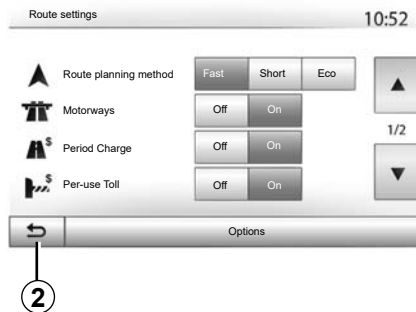 Route settings 10:52
Route planning method Fast Short Eco
Motorways Off On
1/2
Period Charge Off On
Per-use Toll Off On
Options
2